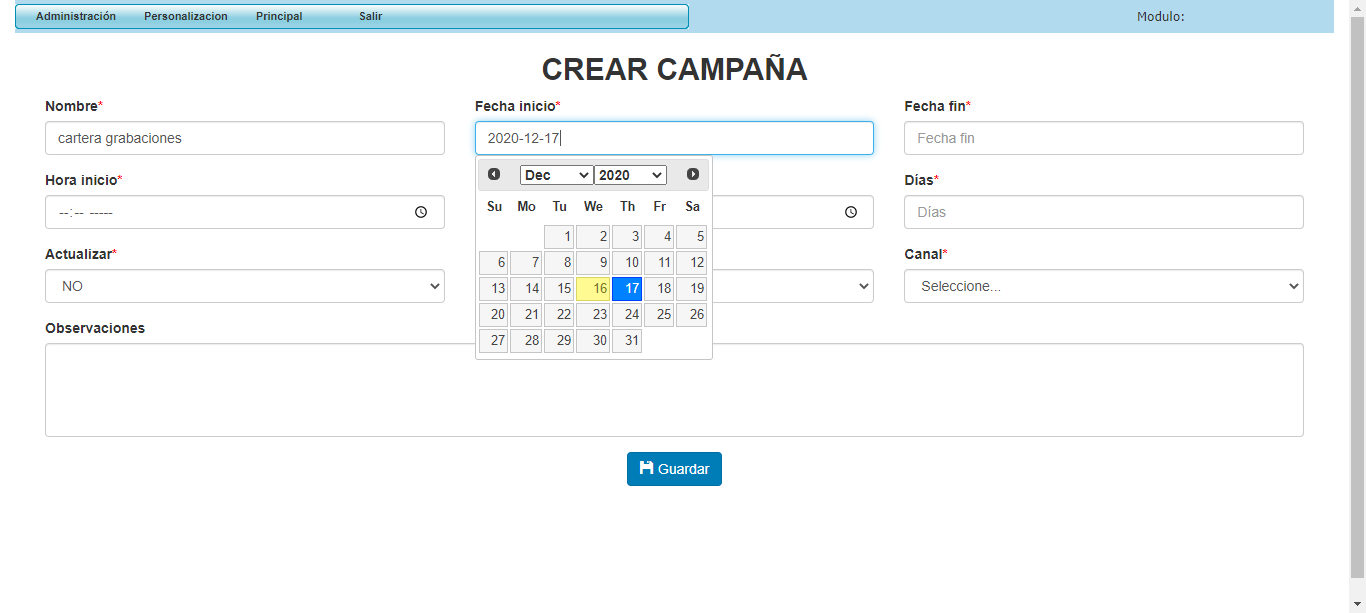 Administración Personalizacion Principal Salir Modulo:
CREAR CAMPAÑA
Nombre* Fecha inicio* Fecha fin*
cartera grabaciones 2020-12-17 Fecha fin
Hora inicio* Días*
--:-- ----- Días
Actualizar* Canal*
NO Seleccione...
Observaciones
Dec 2020
Su Mo Tu We Th Fr Sa
1 2 3 4 5
6 7 8 9 10 11 12
13 14 15 16 17 18 19
20 21 22 23 24 25 26
27 28 29 30 31
Guardar